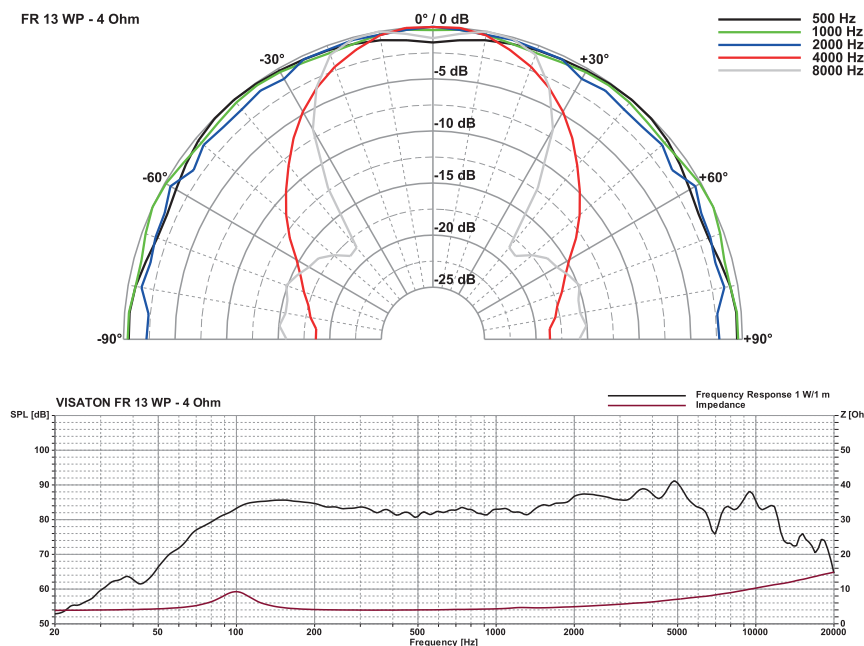 FR 13 WP - 4 Ohm
0° / 0 dB
500 Hz
1000 Hz
2000 Hz
4000 Hz
8000 Hz
-30°
+30°
-5 dB
-10 dB
-60°
+60°
-15 dB
-20 dB
-25 dB
-90°
+90°
VISATON FR 13 WP - 4 Ohm
Frequency Response 1 W/1 m
Impedance
SPL [dB]
Z [Oh
100
50
90
40
80
30
70
20
60
10
50
0
20
50
100
200
500
1000
2000
5000
10000
20000
Frequency [Hz]